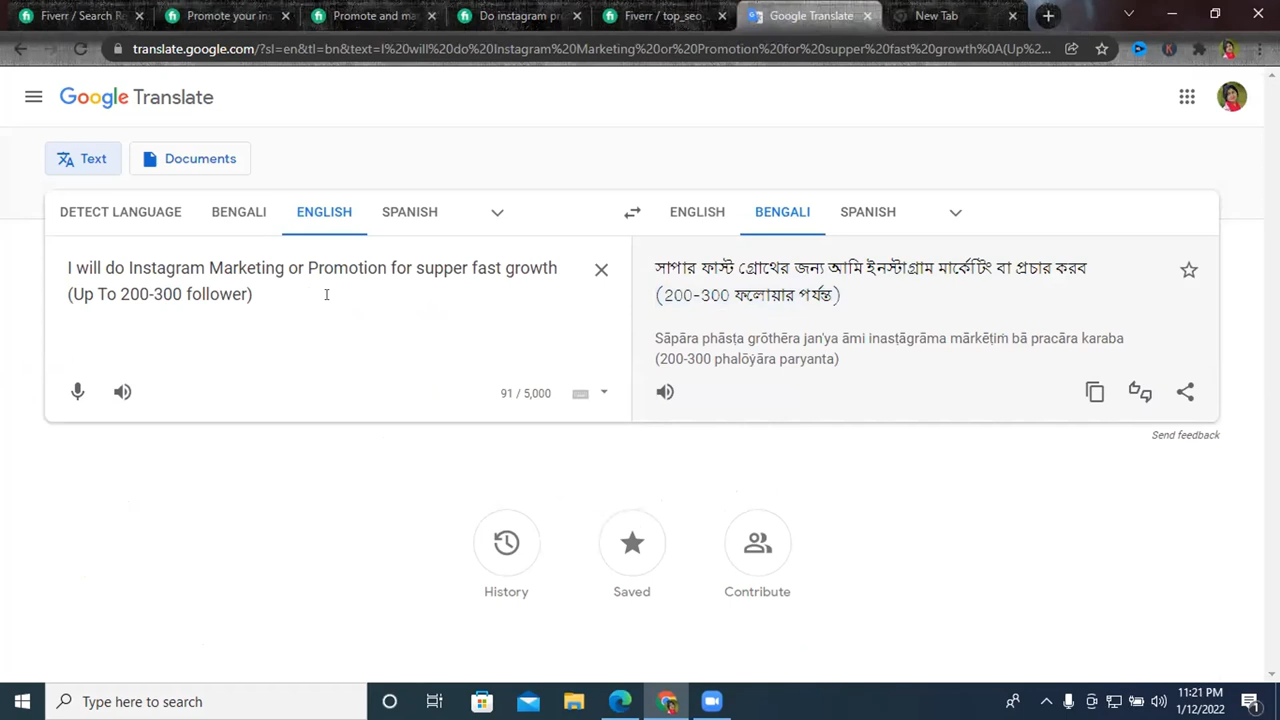 Fiverr / Search Re
Promote your ins
Promote and ma
Do instagram pr
Fiverr / top_seo_
Google Translate
New Tab
translate.google.com/?sl=en&tl=bn&text=I%20will%20do%20Instagram%20Marketing%20or%20Promotion%20for%20supper%20fast%20growth%0A(Up%2...
Google Translate
Text
Documents
DETECT LANGUAGE
BENGALI
ENGLISH
SPANISH
ENGLISH
BENGALI
SPANISH
I will do Instagram Marketing or Promotion for supper fast growth
(Up To 200-300 follower)
সাপার ফাস্ট গ্রোথের জন্য আমি ইনস্টাগ্রাম মার্কেটিং বা প্রচার করব
(200-300 ফলোয়ার পর্যন্ত)
Sāpāra phāsṭa grōthēra jan'ya āmi inasṭāgrāma mārkēṭiṁ bā pracāra karaba
(200-300 phalōẏāra paryanta)
91 / 5,000
Send feedback
History
Saved
Contribute
Type here to search
11:21 PM
1/12/2022